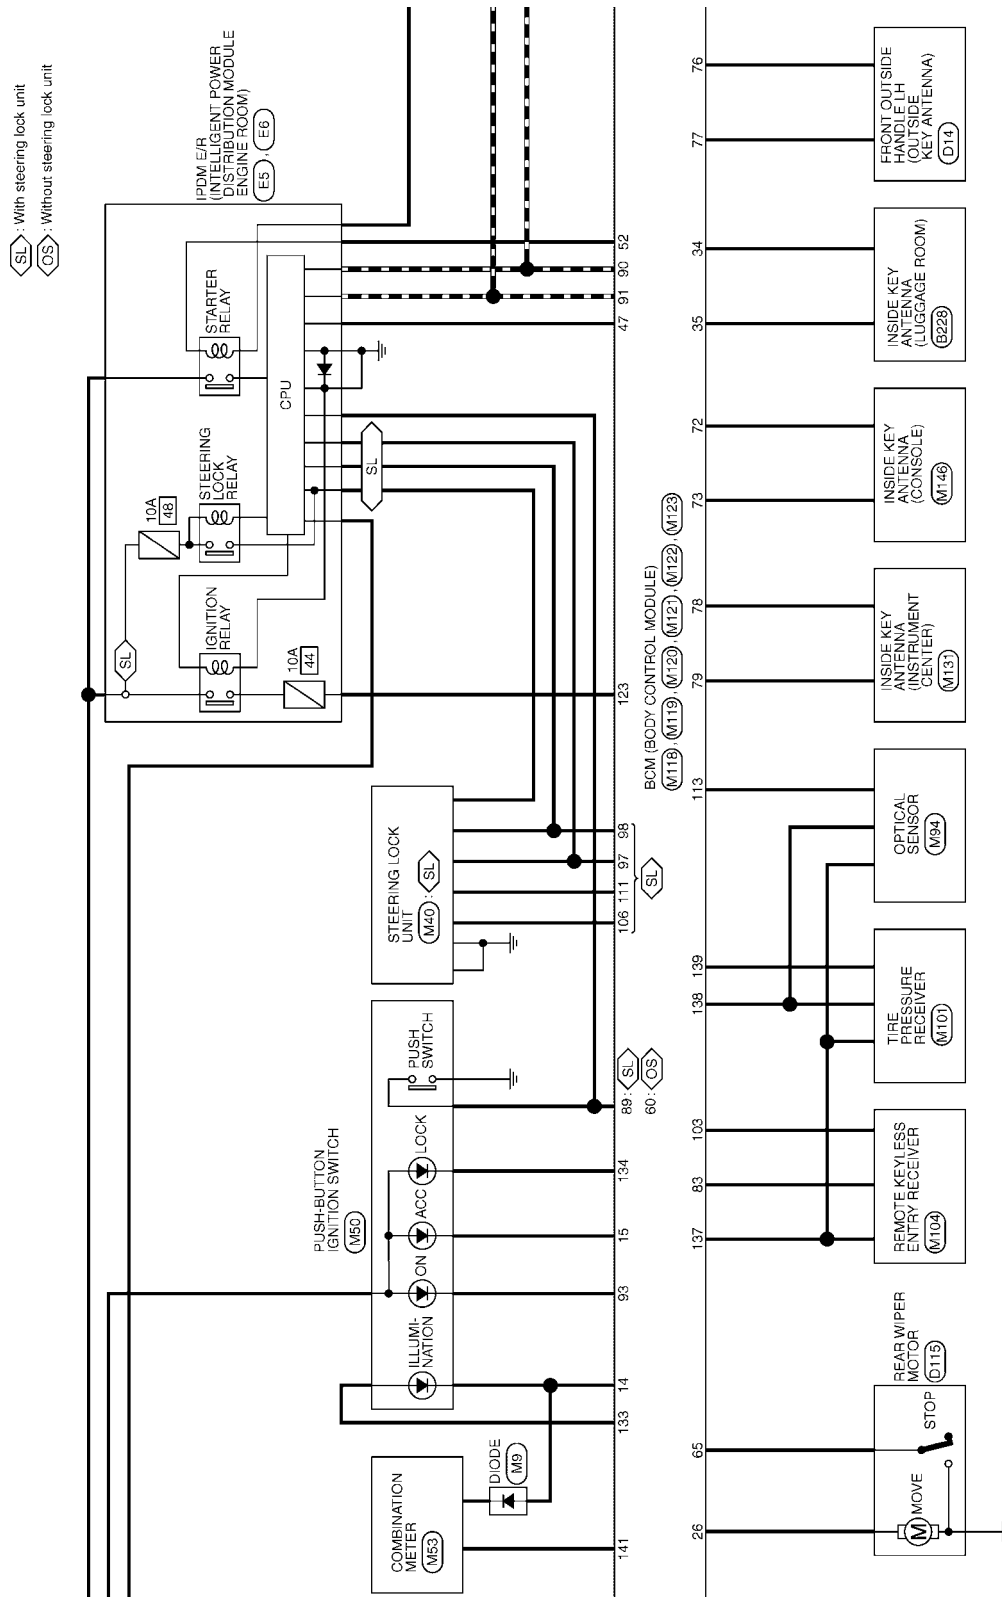 SL : With steering lock unit
OS : Without steering lock unit
IPDM E/R
(INTELLIGENT POWER
DISTRIBUTION MODULE
ENGINE ROOM)
E5 , E6
STARTER
RELAY
STEERING
LOCK
RELAY
10A
48
IGNITION
RELAY
10A
44
SL
CPU
SL
52
90
91
47
123
STEERING LOCK
UNIT
M40 : SL
98
97
111
106
SL
PUSH-BUTTON
IGNITION SWITCH
M50
PUSH
SWITCH
LOCK
ACC
ON
ILLUMI-
NATION
89 : SL
60 : OS
134
15
93
14
133
COMBINATION
METER
M53
DIODE
M9
141
BCM (BODY CONTROL MODULE)
M118 , M119 , M120 , M121 , M122 , M123
76
77
FRONT OUTSIDE
HANDLE LH
(OUTSIDE
KEY ANTENNA)
D14
34
35
INSIDE KEY
ANTENNA
(LUGGAGE ROOM)
B228
72
73
INSIDE KEY
ANTENNA
(CONSOLE)
M146
78
79
INSIDE KEY
ANTENNA
(INSTRUMENT
CENTER)
M131
113
OPTICAL
SENSOR
M94
139
138
TIRE
PRESSURE
RECEIVER
M101
103
83
137
REMOTE KEYLESS
ENTRY RECEIVER
M104
65
26
REAR WIPER
MOTOR
D115
STOP
MOVE
M